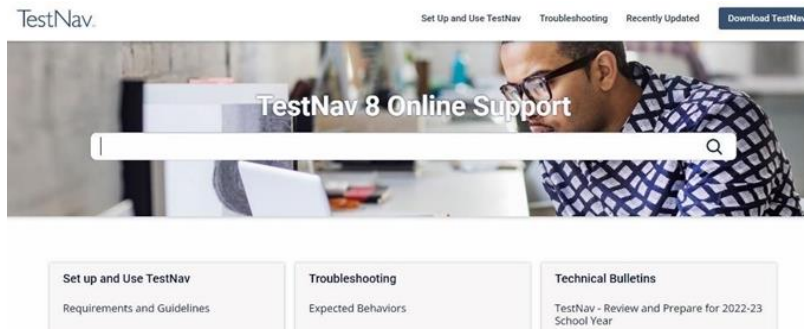 TestNav
Set Up and Use TestNav Troubleshooting Recently Updated Download TestNav
TestNav 8 Online Support
Set up and Use TestNav
Requirements and Guidelines
Troubleshooting
Expected Behaviors
Technical Bulletins
TestNav - Review and Prepare for 2022-23
School Year